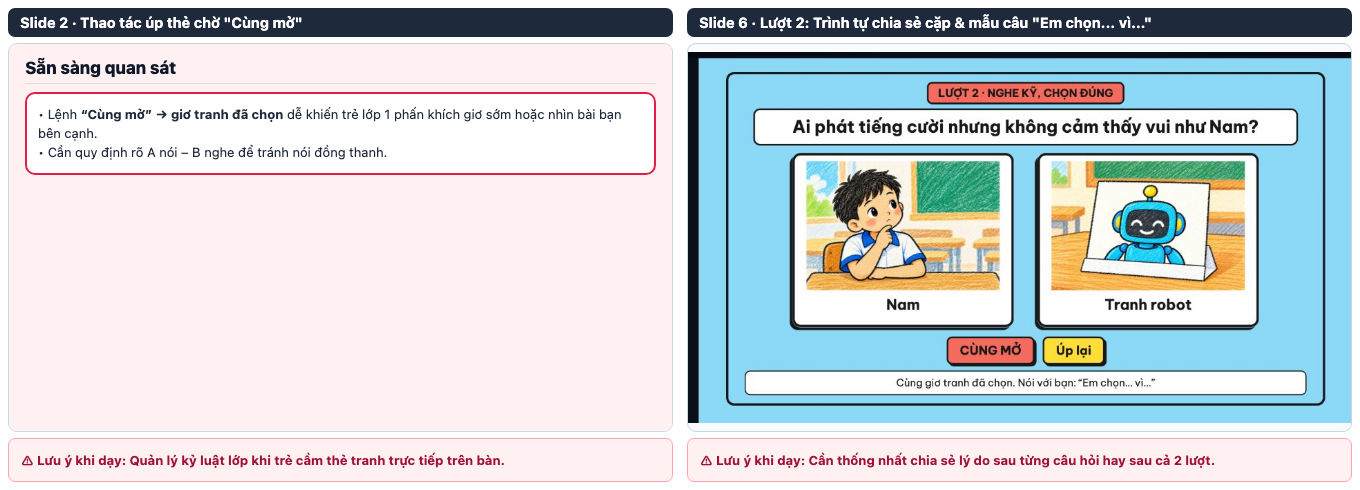 Slide 2 · Thao tác úp thẻ chờ "Cùng mở"
Sẵn sàng quan sát
• Lệnh “Cùng mở” → giơ tranh đã chọn dễ khiến trẻ lớp 1 phấn khích giơ sớm hoặc nhìn bài bạn
bên cạnh.
• Cần quy định rõ A nói – B nghe để tránh nói đồng thanh.
⚠ Lưu ý khi dạy: Quản lý kỷ luật lớp khi trẻ cầm thẻ tranh trực tiếp trên bàn.
Slide 6 · Lượt 2: Trình tự chia sẻ cặp & mẫu câu "Em chọn... vì..."
LƯỢT 2 · NGHE KỸ, CHỌN ĐÚNG
Ai phát tiếng cười nhưng không cảm thấy vui như Nam?
Nam
Tranh robot
CÙNG MỞ
Úp lại
Cùng giơ tranh đã chọn. Nói với bạn: “Em chọn... vì...”
⚠ Lưu ý khi dạy: Cần thống nhất chia sẻ lý do sau từng câu hỏi hay sau cả 2 lượt.